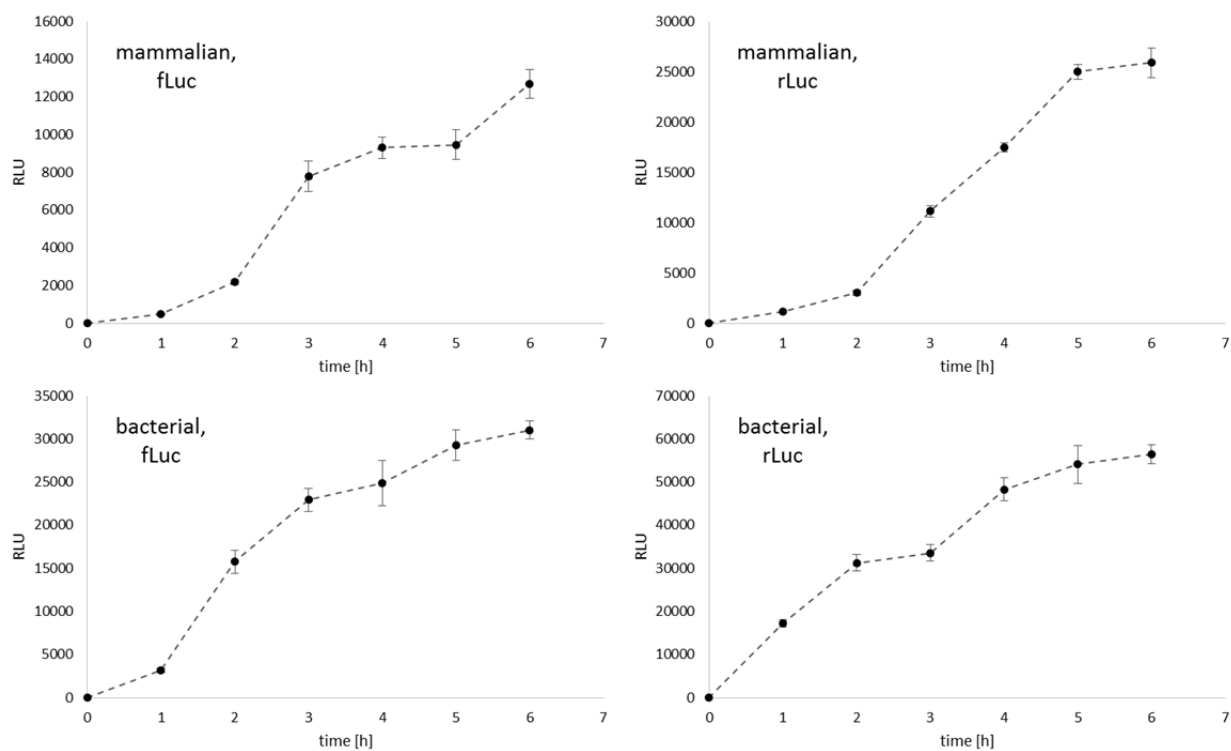 16000
14000
12000
10000
8000
6000
4000
2000
0
RLU
mammalian,
fLuc
0 1 2 3 4 5 6 7
time [h]
30000
25000
20000
15000
10000
5000
0
RLU
mammalian,
rLuc
0 1 2 3 4 5 6 7
time [h]
35000
30000
25000
20000
15000
10000
5000
0
RLU
bacterial,
fLuc
0 1 2 3 4 5 6 7
time [h]
70000
60000
50000
40000
30000
20000
10000
0
RLU
bacterial,
rLuc
0 1 2 3 4 5 6 7
time [h]